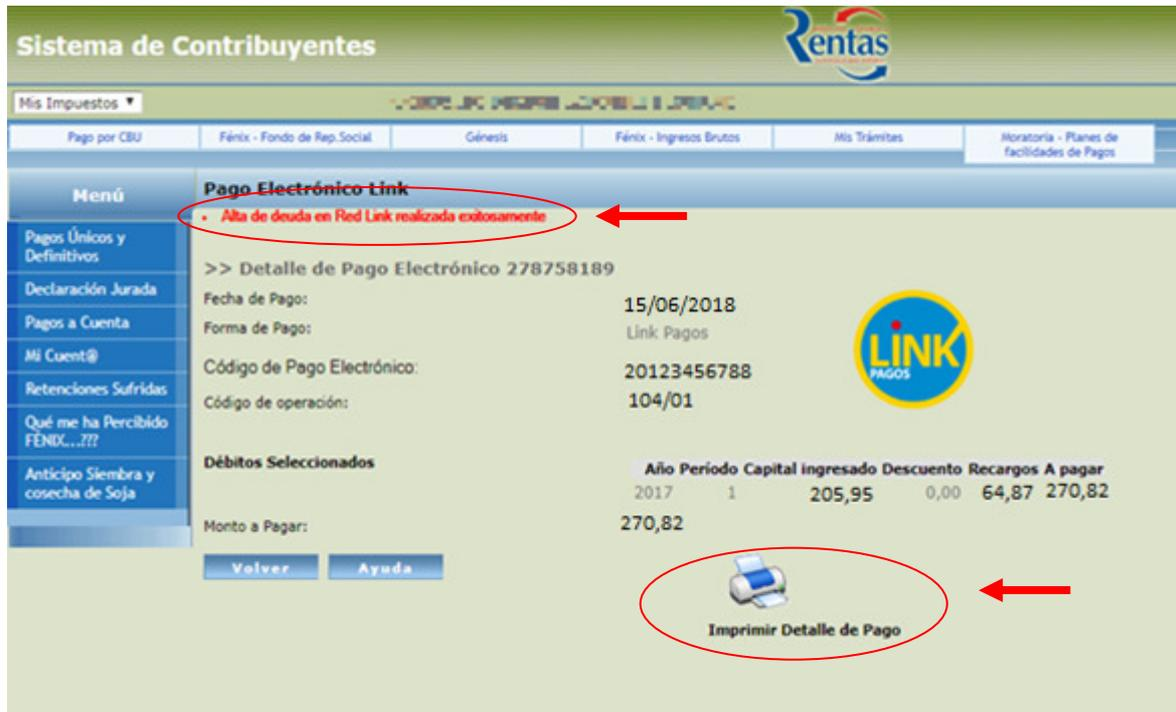 Sistema de Contribuyentes
Rentas
Mis Impuestos
Pago por CBU
Fénix - Fondo de Rep.Social
Génesis
Fénix - Ingresos Brutos
Mis Trámites
Moratoria - Planes de
facilidades de Pagos
Menú
Pagos Únicos y
Definitivos
Declaración Jurada
Pagos a Cuenta
Mi Cuent@
Retenciones Sufridas
Qué me ha Percibido
FÉNIX...???
Anticipo Siembra y
cosecha de Soja
Pago Electrónico Link
• Alta de deuda en Red Link realizada exitosamente
>> Detalle de Pago Electrónico 278758189
Fecha de Pago: 15/06/2018
Forma de Pago: Link Pagos
Código de Pago Electrónico: 20123456788
Código de operación: 104/01
LINK
PAGOS
Débitos Seleccionados
Año Período Capital ingresado Descuento Recargos A pagar
2017 1 205,95 0,00 64,87 270,82
Monto a Pagar: 270,82
Volver Ayuda
Imprimir Detalle de Pago